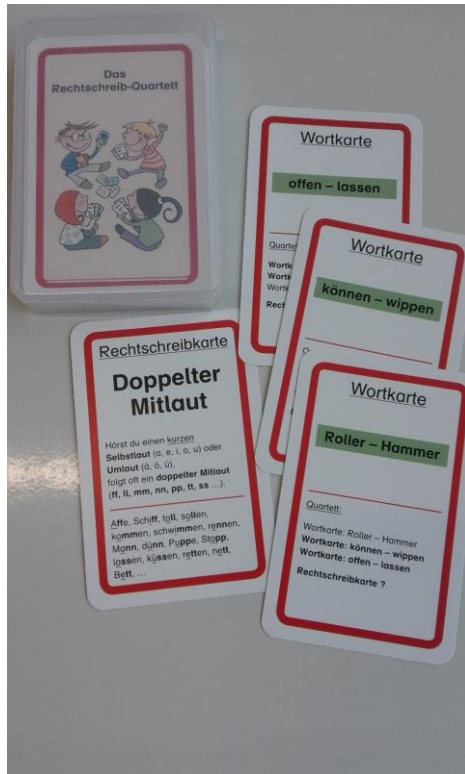 Das
Rechtschreib-Quartett
Wortkarte
offen – lassen
Wortkarte
können – wippen
Rechtschreibkarte
Doppelter
Mitlaut
Hörst du einen kurzen
Selbstlaut (a, e, i, o, u) oder
Umlaut (ä, ö, ü),
folgt oft ein doppelter Mitlaut
(ff, ll, mm, nn, pp, tt, ss ...).
Affe, Schiff, toll, sollen,
kommen, schwimmen, rennen,
Mann, dünn, Puppe, Stopp,
lassen, küssen, retten, nett,
Bett, ...
Wortkarte
Roller – Hammer
Quartett:
Wortkarte: Roller – Hammer
Wortkarte: können – wippen
Wortkarte: offen – lassen
Rechtschreibkarte ?